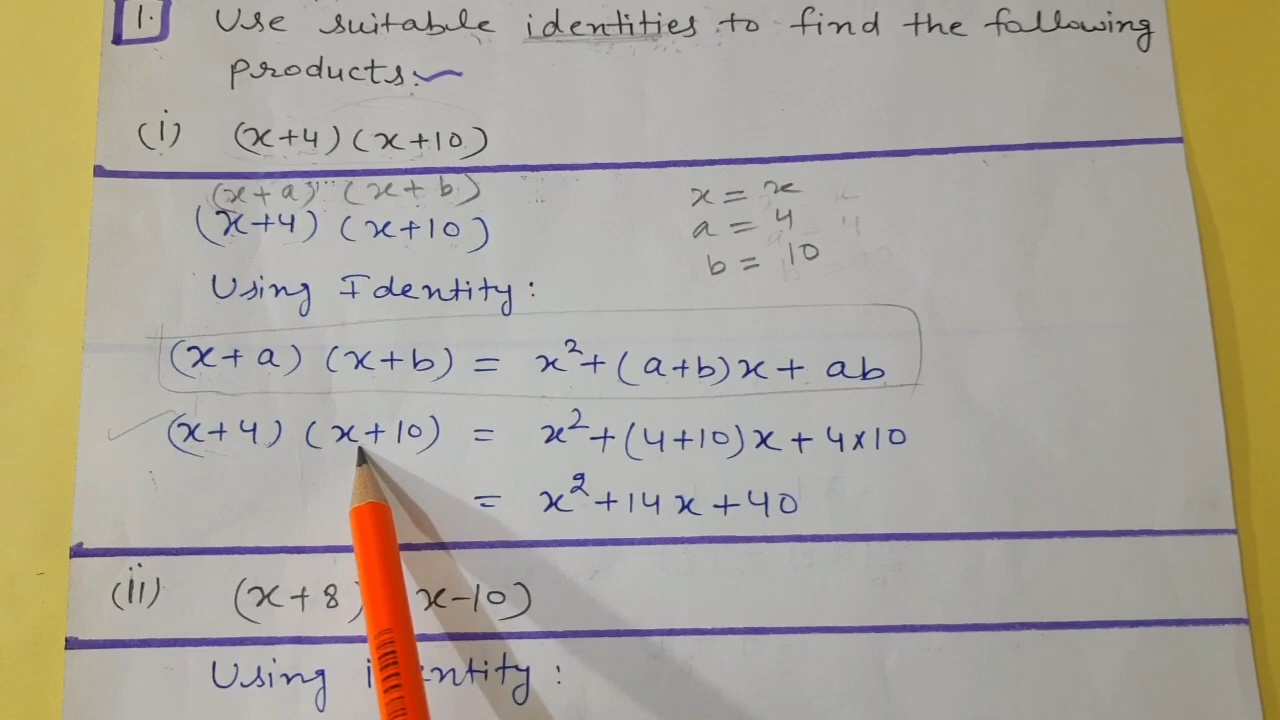 1. Use suitable identities to find the following
products:
(i) (x+4)(x+10)
(x+a) (x+b)
(x+4) (x+10)
x = x
a = 4
b = 10
Using Identity:
(x+a) (x+b) = x²+(a+b)x+ ab
(x+4) (x+10) = x²+(4+10)x+4×10
= x²+14x+40
(ii) (x+8) x-10)
Using entity: